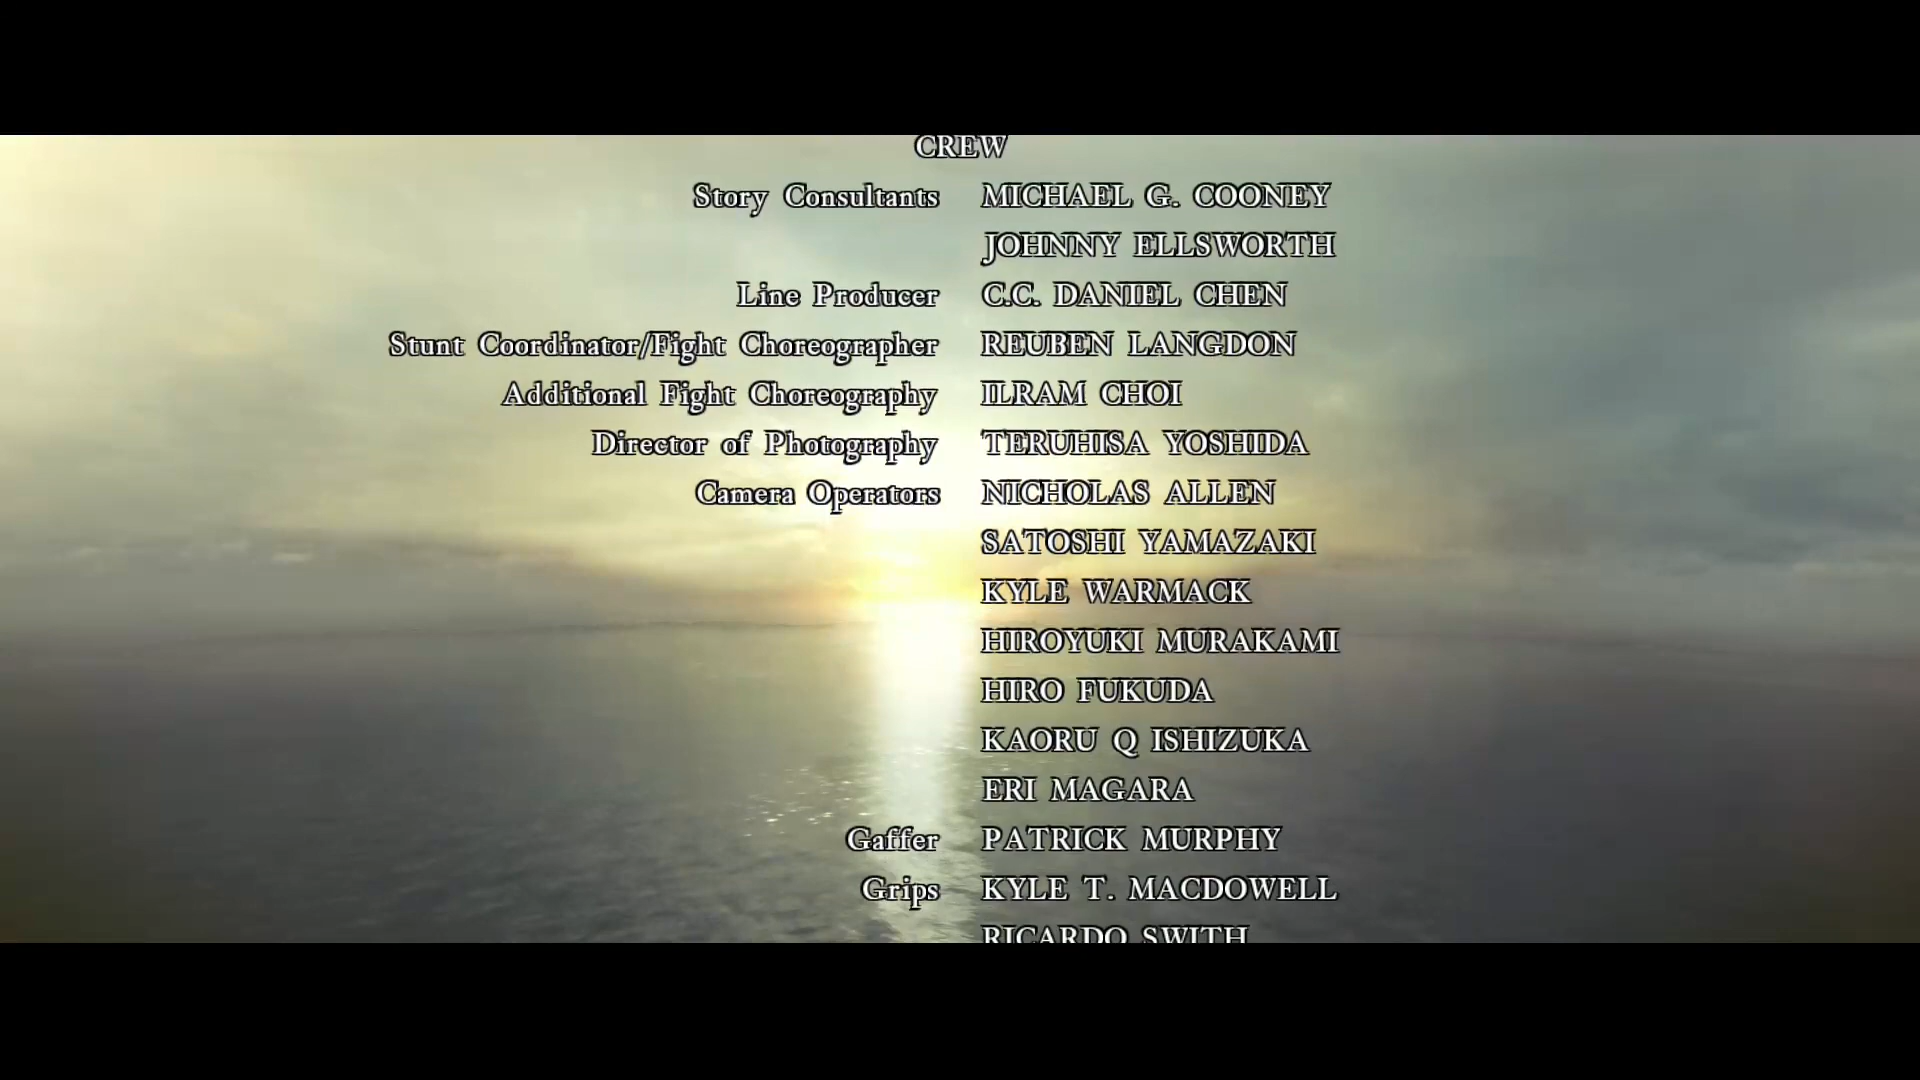 CREW
Story Consultants MICHAEL G. COONEY
JOHNNY ELLSWORTH
Line Producer C.C. DANIEL CHEN
Stunt Coordinator/Fight Choreographer REUBEN LANGDON
Additional Fight Choreography ILRAM CHOI
Director of Photography TERUHISA YOSHIDA
Camera Operators NICHOLAS ALLEN
SATOSHI YAMAZAKI
KYLE WARMACK
HIROYUKI MURAKAMI
HIRO FUKUDA
KAORU Q ISHIZUKA
ERI MAGARA
Gaffer PATRICK MURPHY
Grips KYLE T. MACDOWELL
RICARDO SWITH